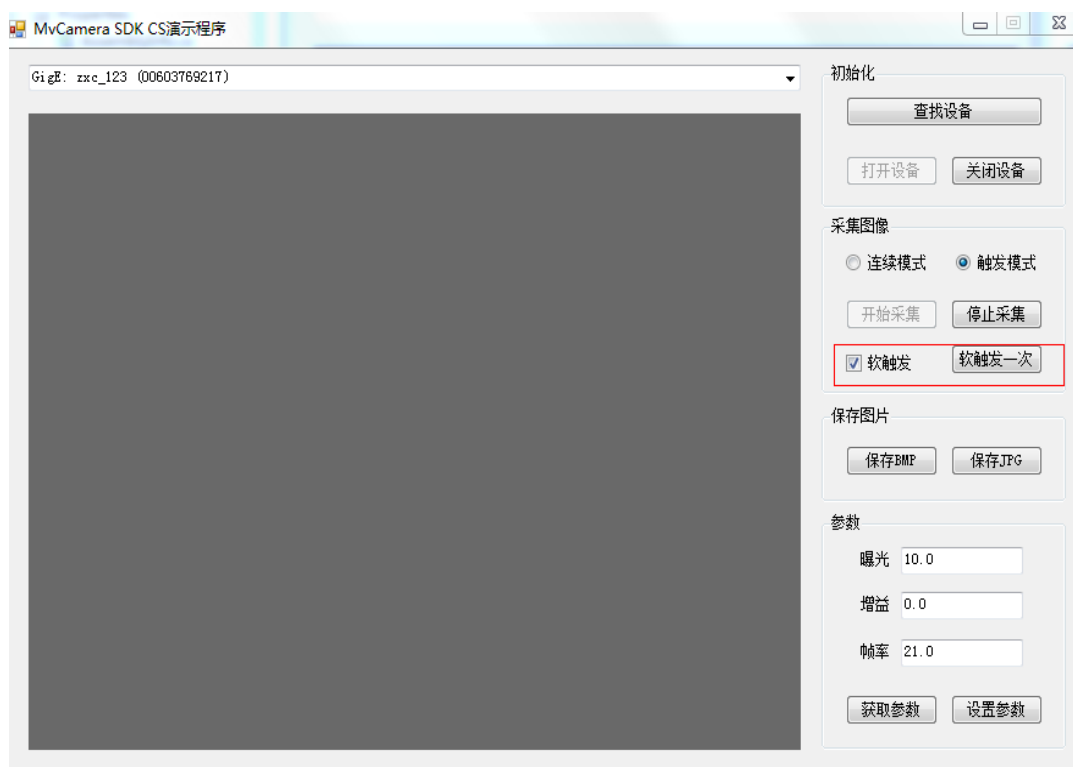 MvCamera SDK CS演示程序
GigE: zxc_123 (00603769217)
初始化
查找设备
打开设备 关闭设备
采集图像
连续模式 触发模式
开始采集 停止采集
软触发 软触发一次
保存图片
保存BMP 保存JPG
参数
曝光 10.0
增益 0.0
帧率 21.0
获取参数 设置参数